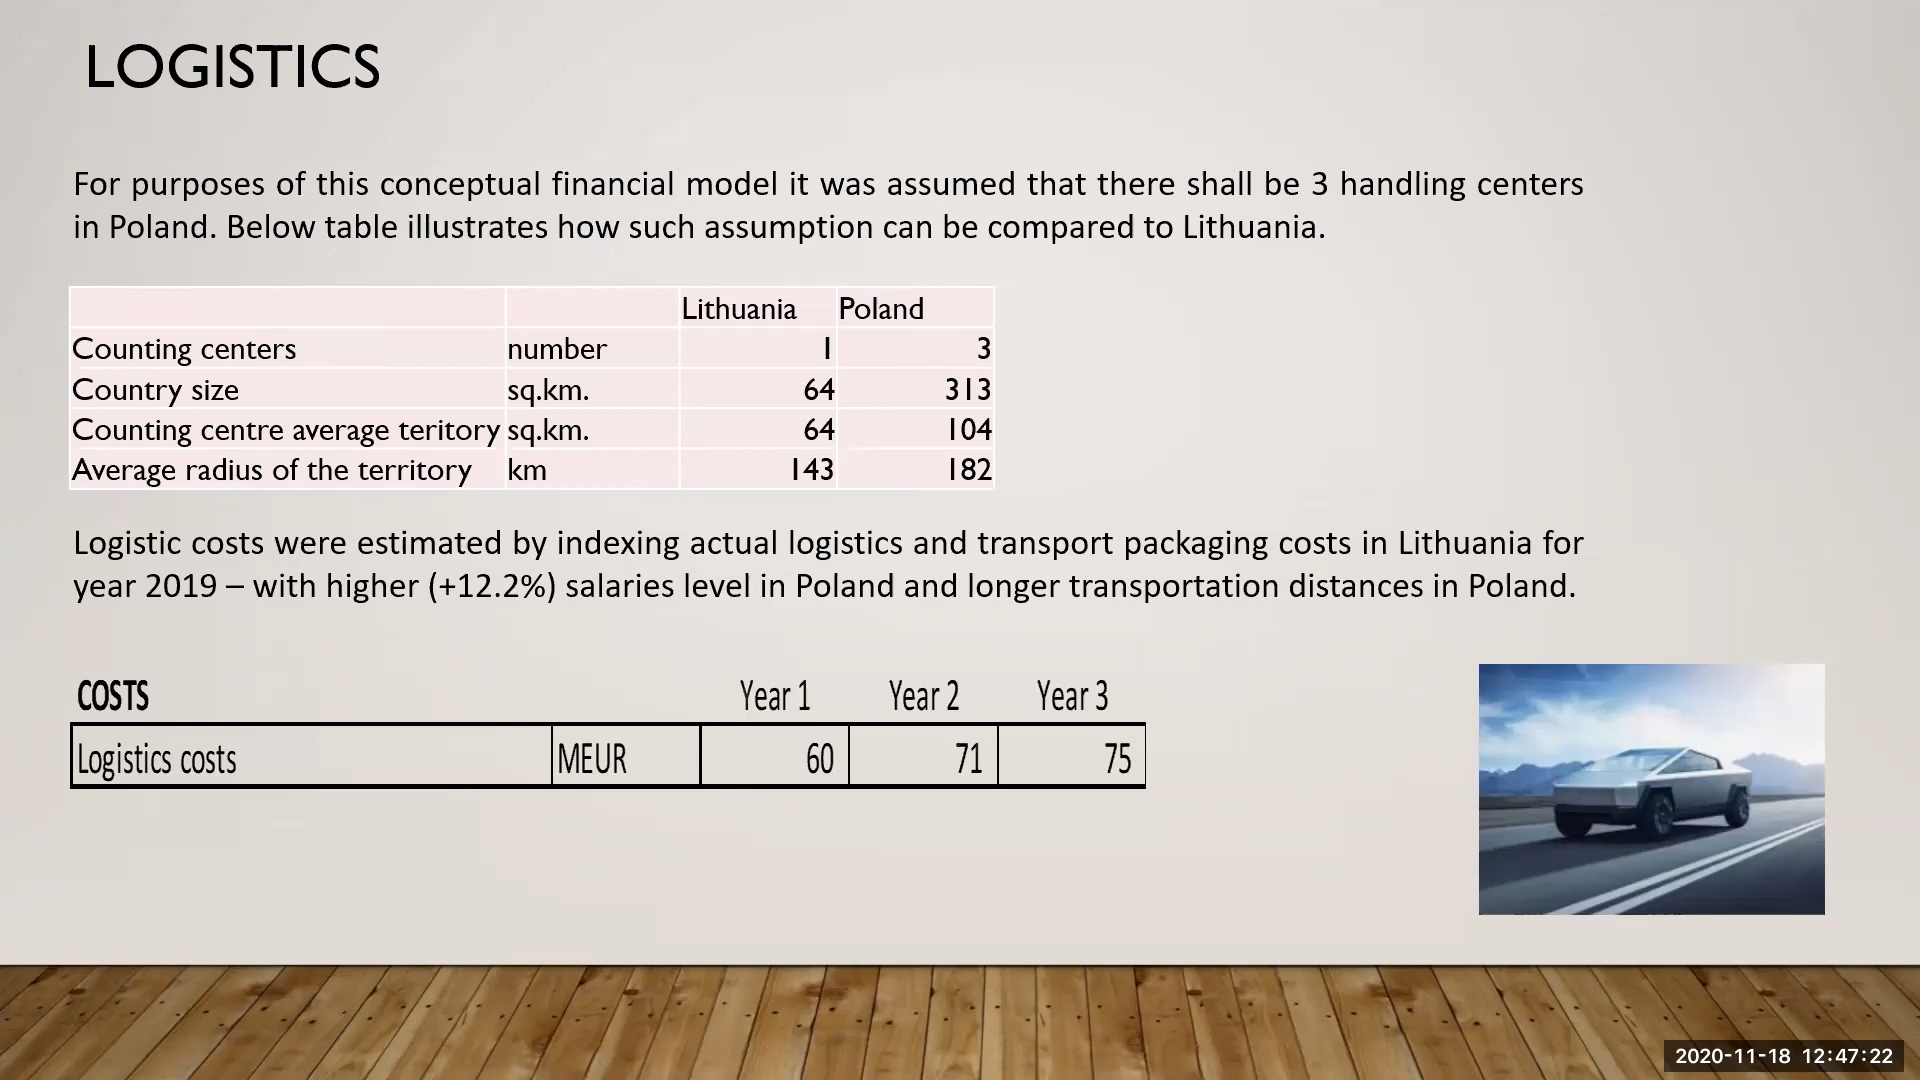 LOGISTICS
For purposes of this conceptual financial model it was assumed that there shall be 3 handling centers
in Poland. Below table illustrates how such assumption can be compared to Lithuania.
Lithuania Poland
Counting centers number 1 3
Country size sq.km. 64 313
Counting centre average teritory sq.km. 64 104
Average radius of the territory km 143 182
Logistic costs were estimated by indexing actual logistics and transport packaging costs in Lithuania for
year 2019 – with higher (+12.2%) salaries level in Poland and longer transportation distances in Poland.
COSTS Year 1 Year 2 Year 3
Logistics costs MEUR 60 71 75
2020-11-18 12:47:22